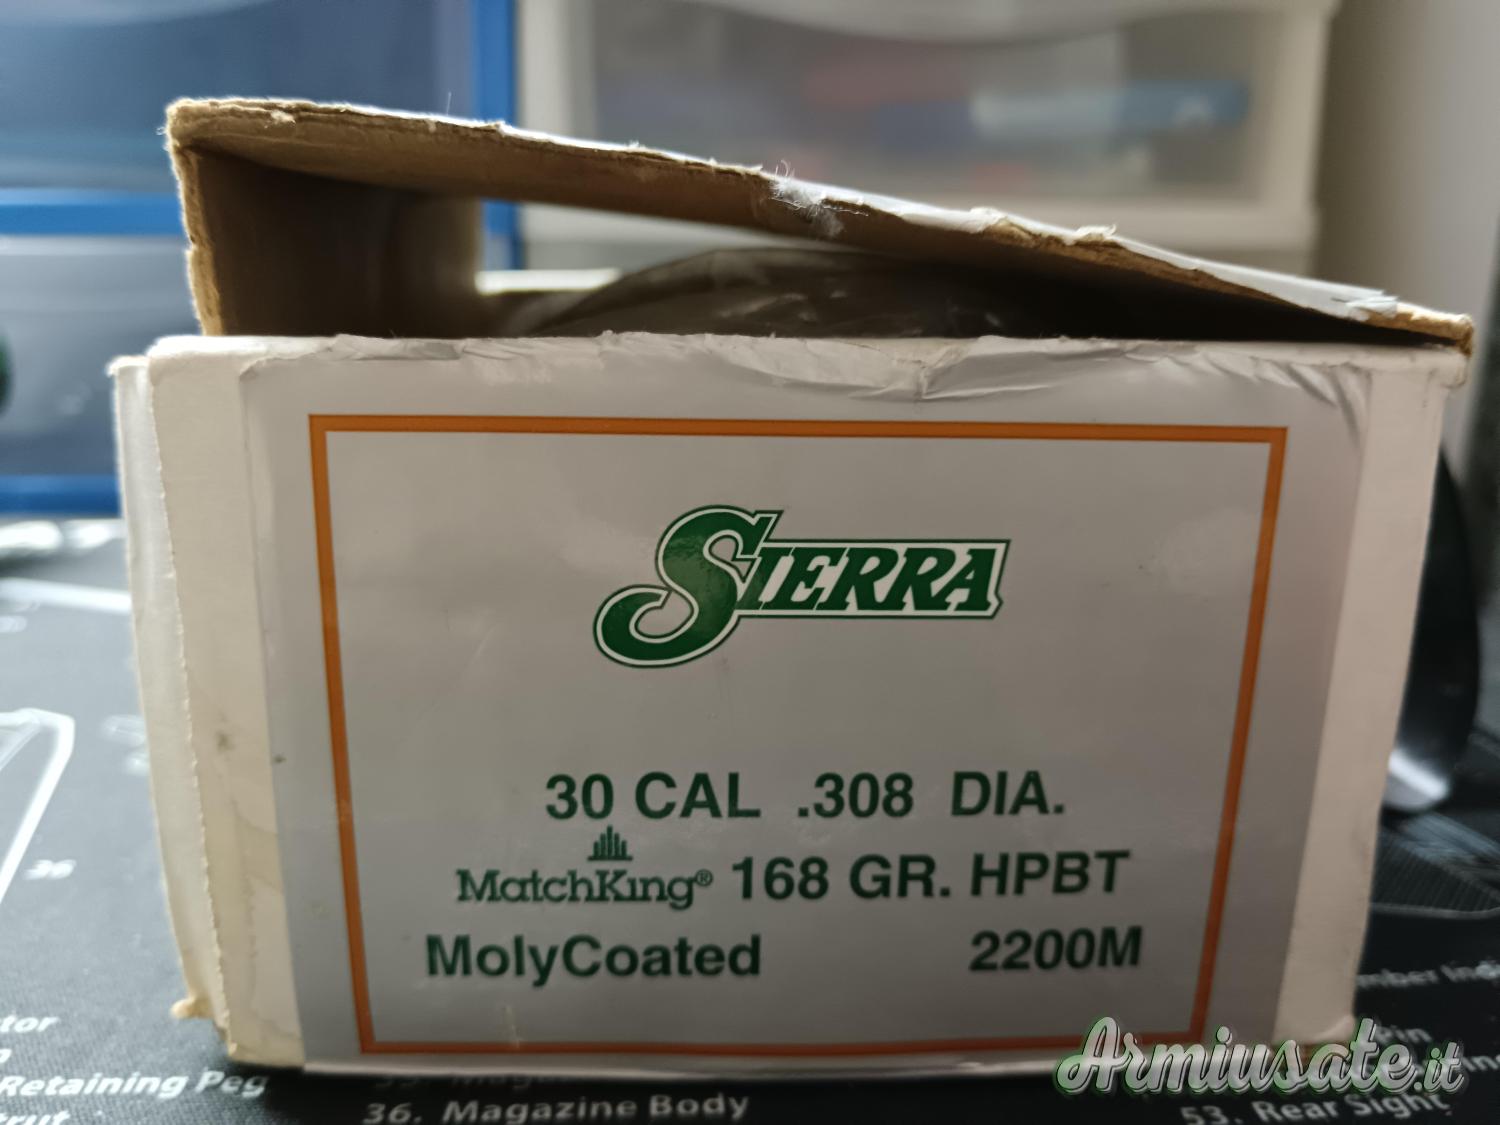 SIERRA
30 CAL .308 DIA.
MatchKing® 168 GR. HPBT
MolyCoated 2200M
Retaining Peg
36. Magazine Body
53. Rear Sight
36
Armiusate.it